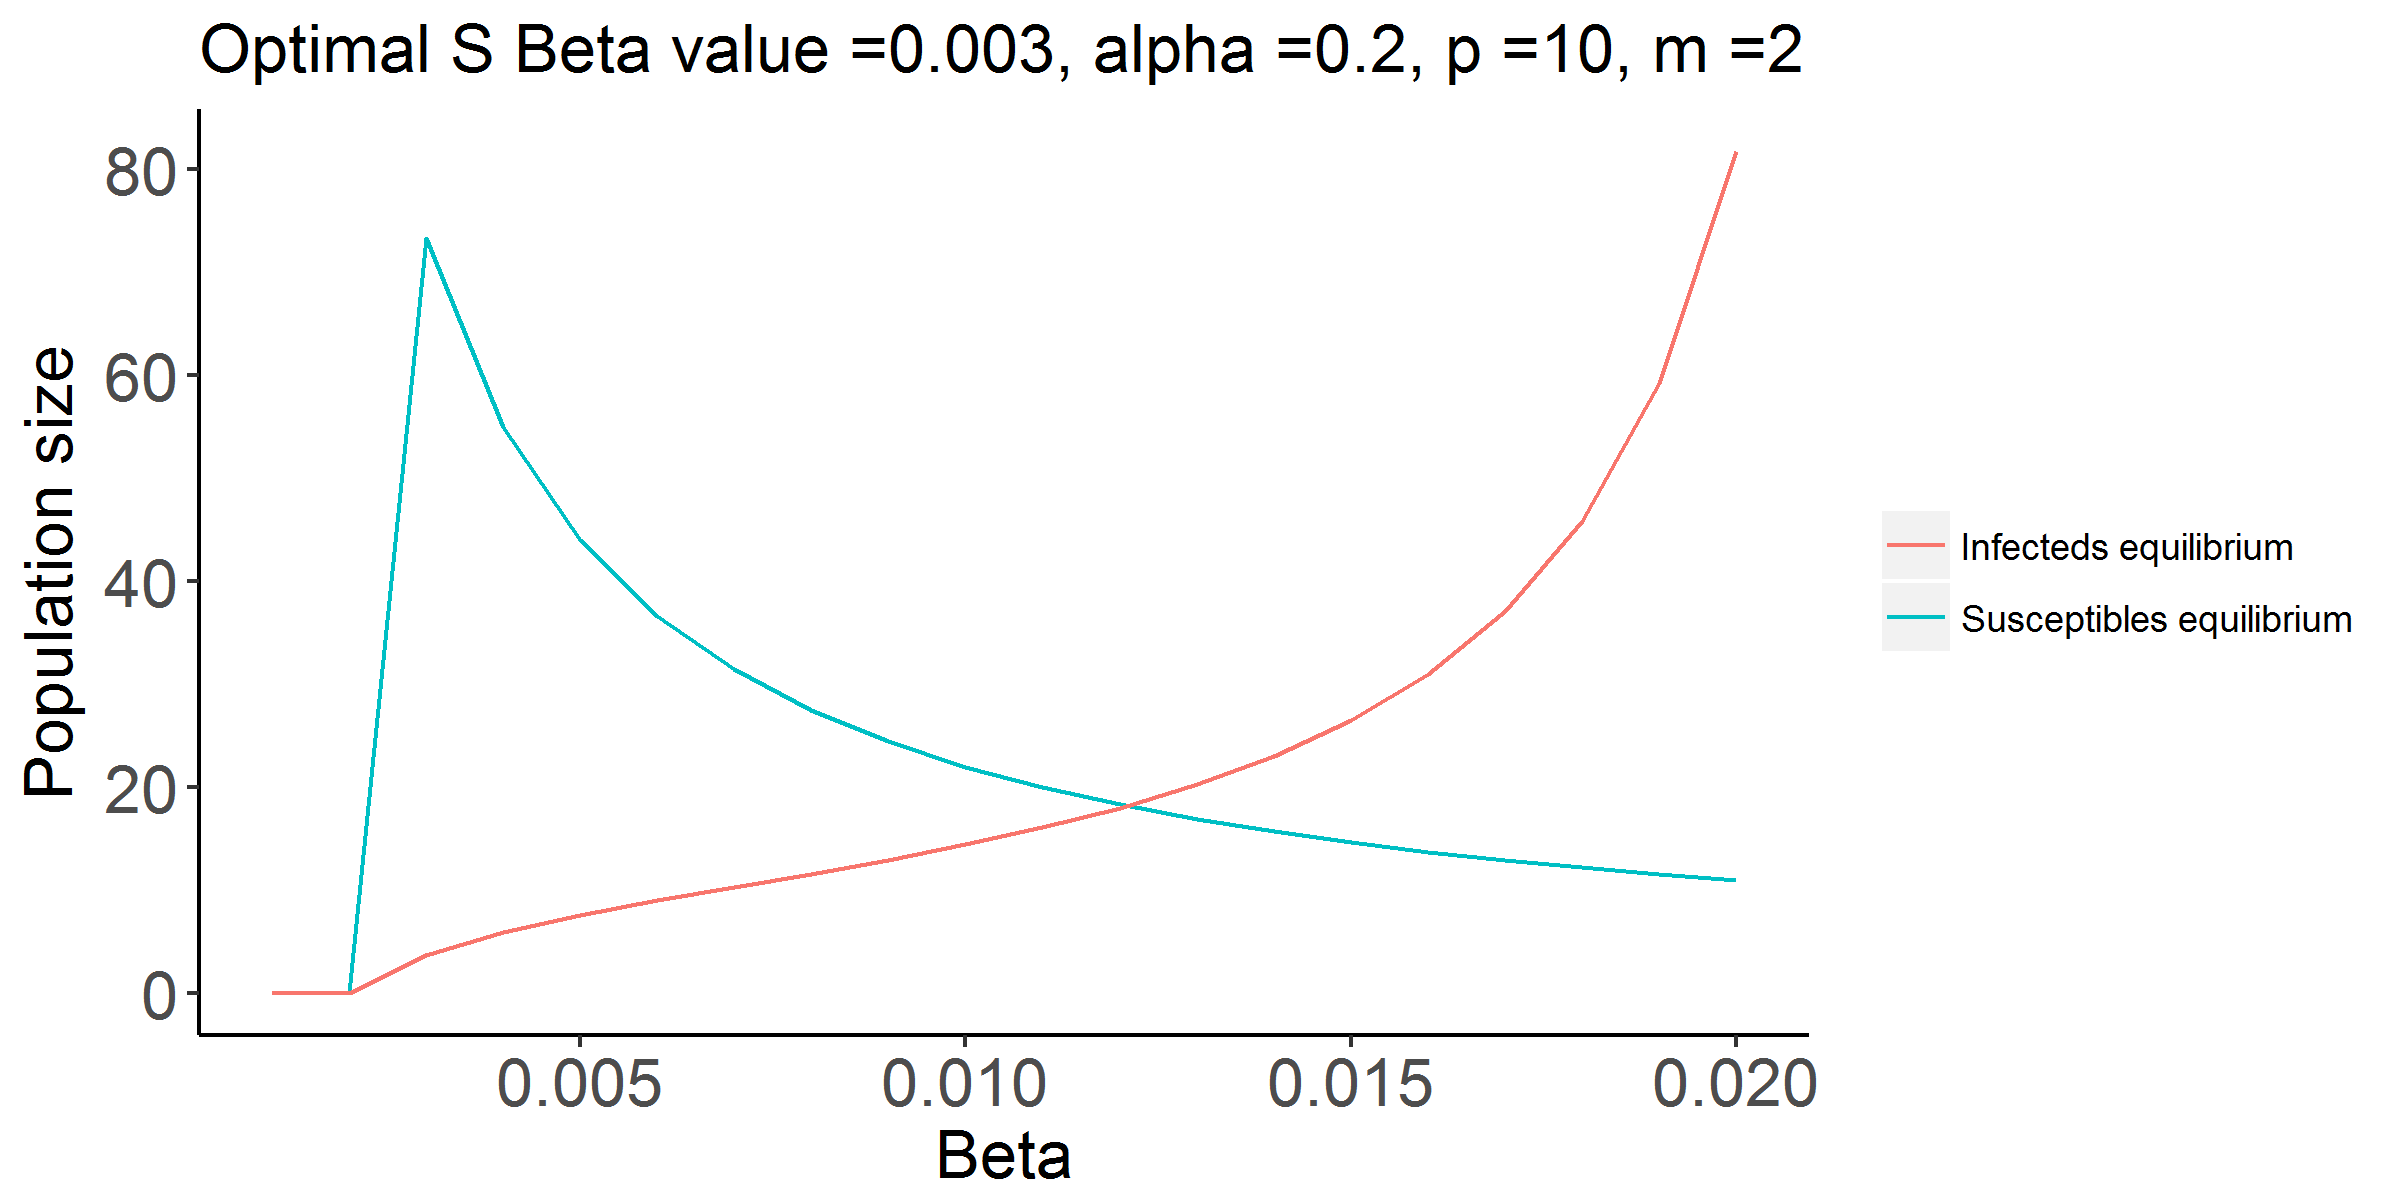 Optimal S Beta value =0.003, alpha =0.2, p =10, m =2
Population size
80
60
40
20
0
0.005 0.010 0.015 0.020
Beta
Infecteds equilibrium
Susceptibles equilibrium